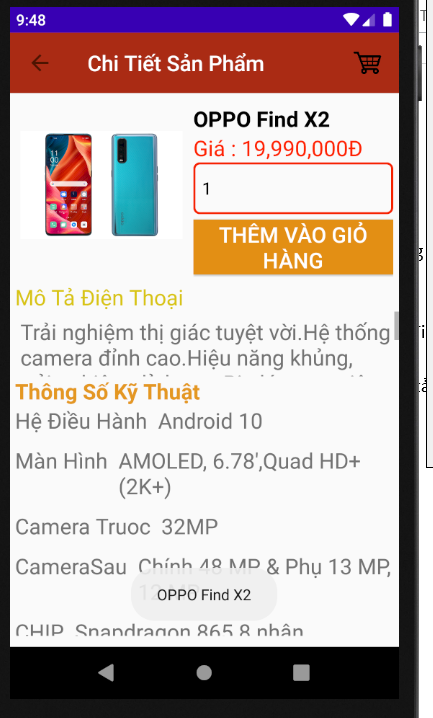 9:48
Chi Tiết Sản Phẩm
OPPO Find X2
Giá : 19,990,000Đ
1
THÊM VÀO GIỎ
HÀNG
Mô Tả Điện Thoại
Trải nghiệm thị giác tuyệt vời.Hệ thống
camera đỉnh cao.Hiệu năng khủng,
Thông Số Kỹ Thuật
Hệ Điều Hành Android 10
Màn Hình AMOLED, 6.78',Quad HD+
(2K+)
Camera Truoc 32MP
CameraSau Chính 48 MP & Phụ 13 MP,
12 MP
OPPO Find X2
CHIP Snapdragon 865 8 nhân